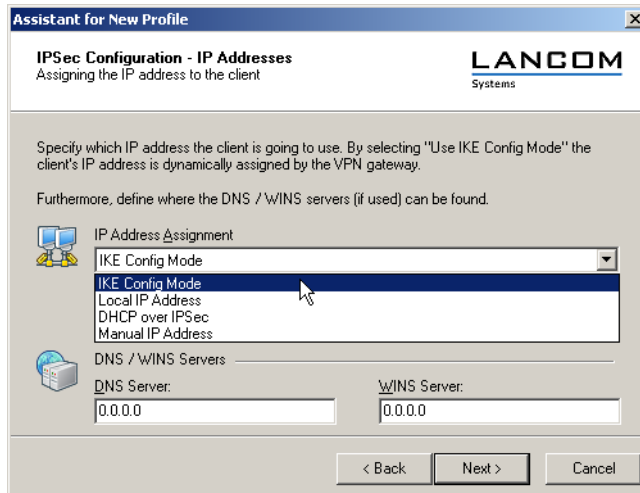 Assistant for New Profile
IPSec Configuration - IP Addresses
Assigning the IP address to the client
LANCOM
Systems
Specify which IP address the client is going to use. By selecting "Use IKE Config Mode" the
client's IP address is dynamically assigned by the VPN gateway.
Furthermore, define where the DNS / WINS servers (if used) can be found.
IP Address Assignment
IKE Config Mode
IKE Config Mode
Local IP Address
DHCP over IPSec
Manual IP Address
DNS / WINS Servers
DNS Server: WINS Server:
0.0.0.0 0.0.0.0
< Back Next > Cancel